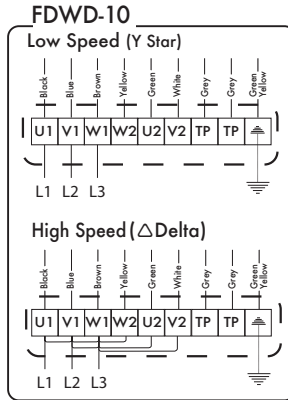 FDWD-10
Low Speed (Y Star)
Black Blue Brown Yellow Green White Grey Grey Green Yellow
U1 V1 W1 W2 U2 V2 TP TP
L1 L2 L3
High Speed (△Delta)
Black Blue Brown Yellow Green White Grey Grey Green Yellow
U1 V1 W1 W2 U2 V2 TP TP
L1 L2 L3